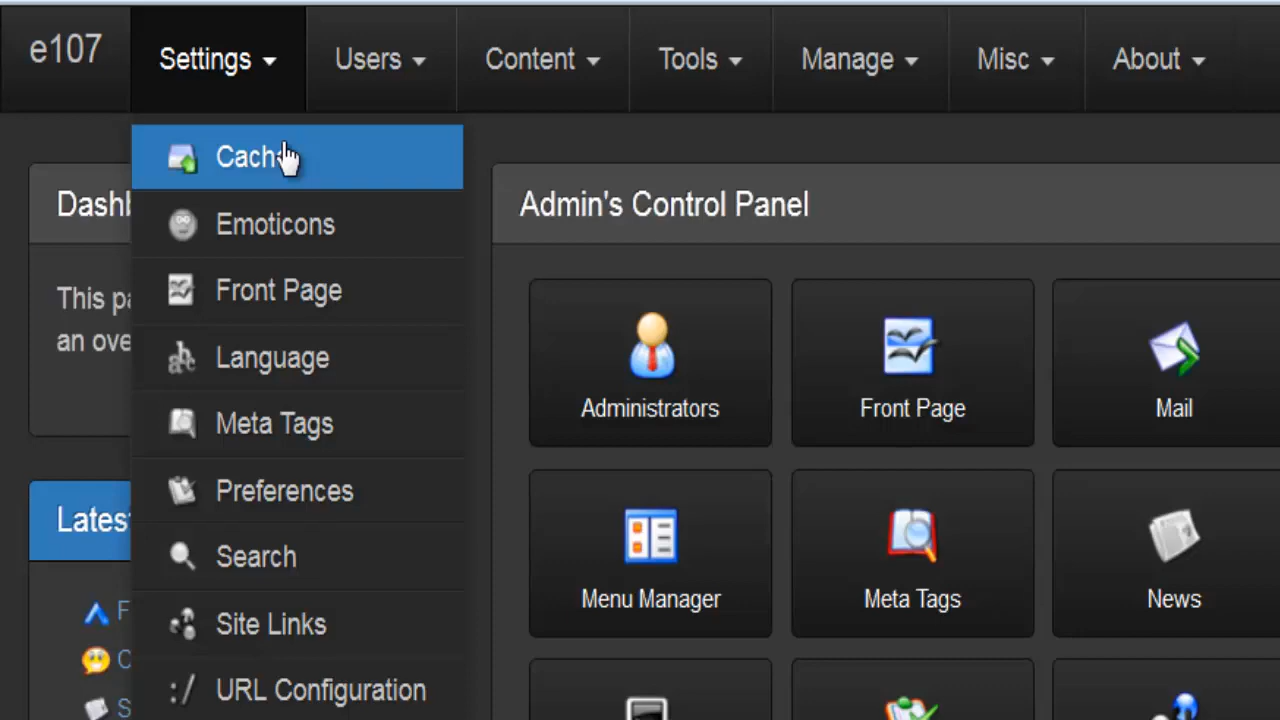 e107
Settings
Users
Content
Tools
Manage
Misc
About
Cach
Emoticons
Front Page
Language
Meta Tags
Preferences
Search
Site Links
:/ URL Configuration
Dashb
This pa
an ove
Latest
F
C
S
Admin's Control Panel
Administrators
Front Page
Mail
Menu Manager
Meta Tags
News